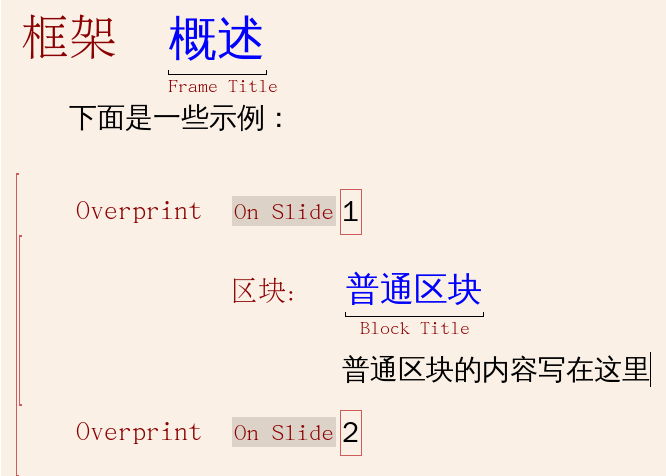 框架 概述
Frame Title
下面是一些示例：
Overprint On Slide 1
区块: 普通区块
Block Title
普通区块的内容写在这里
Overprint On Slide 2